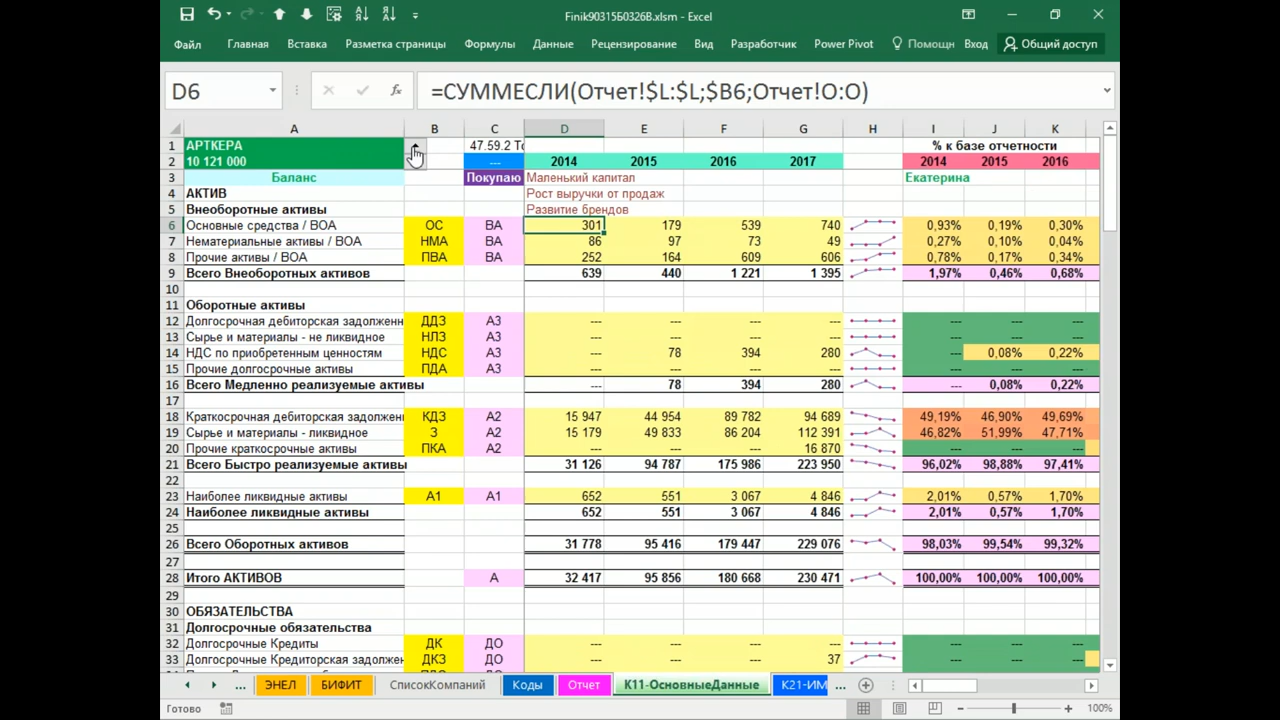 Finik90315Б0326В.xlsm - Excel
Файл Главная Вставка Разметка страницы Формулы Данные Рецензирование Вид Разработчик Power Pivot Помощн Вход Общий доступ
D6 fx =СУММЕСЛИ(Отчет!$L:$L;$B6;Отчет!O:O)
A B C D E F G H I J K
1 АРТКЕРА 47.59.2 То % к базе отчетности
2 10 121 000 --- 2014 2015 2016 2017 2014 2015 2016
3 Баланс Покупаю Маленький капитал Екатерина
4 АКТИВ Рост выручки от продаж
5 Внеоборотные активы Развитие брендов
6 Основные средства / ВОА ОС ВА 301 179 539 740 0,93% 0,19% 0,30%
7 Нематериальные активы / ВОА НМА ВА 86 97 73 49 0,27% 0,10% 0,04%
8 Прочие активы / ВОА ПВА ВА 252 164 609 606 0,78% 0,17% 0,34%
9 Всего Внеоборотных активов 639 440 1 221 1 395 1,97% 0,46% 0,68%
10
11 Оборотные активы
12 Долгосрочная дебиторская задолженн ДДЗ А3 --- --- --- --- --- --- ---
13 Сырье и материалы - не ликвидное НЛЗ А3 --- --- --- --- --- --- ---
14 НДС по приобретенным ценностям НДС А3 --- 78 394 280 --- 0,08% 0,22%
15 Прочие долгосрочные активы ПДА А3 --- --- --- --- --- --- ---
16 Всего Медленно реализуемые активы --- 78 394 280 --- 0,08% 0,22%
17
18 Краткосрочная дебиторская задолжен КДЗ А2 15 947 44 954 89 782 94 689 49,19% 46,90% 49,69%
19 Сырье и материалы - ликвидное З А2 15 179 49 833 86 204 112 391 46,82% 51,99% 47,71%
20 Прочие краткосрочные активы ПКА А2 --- --- --- 16 870 --- --- ---
21 Всего Быстро реализуемые активы 31 126 94 787 175 986 223 950 96,02% 98,88% 97,41%
22
23 Наиболее ликвидные активы А1 А1 652 551 3 067 4 846 2,01% 0,57% 1,70%
24 Наиболее ликвидные активы 652 551 3 067 4 846 2,01% 0,57% 1,70%
25
26 Всего Оборотных активов 31 778 95 416 179 447 229 076 98,03% 99,54% 99,32%
27
28 Итого АКТИВОВ А 32 417 95 856 180 668 230 471 100,00% 100,00% 100,00%
29
30 ОБЯЗАТЕЛЬСТВА
31 Долгосрочные обязательства
32 Долгосрочные Кредиты ДК ДО --- --- --- --- --- --- ---
33 Долгосрочные Кредиторская задолжен ДКЗ ДО --- --- --- 37 --- --- ---
... ЭНЕЛ БИФИТ СписокКомпаний Коды Отчет К11-ОсновныеДанные К21-ИМ ...
Готово 100%